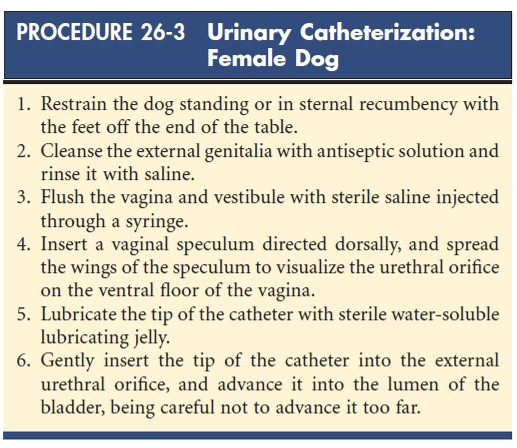 PROCEDURE 26-3 Urinary Catheterization:
Female Dog
1. Restrain the dog standing or in sternal recumbency with
the feet off the end of the table.
2. Cleanse the external genitalia with antiseptic solution and
rinse it with saline.
3. Flush the vagina and vestibule with sterile saline injected
through a syringe.
4. Insert a vaginal speculum directed dorsally, and spread
the wings of the speculum to visualize the urethral orifice
on the ventral floor of the vagina.
5. Lubricate the tip of the catheter with sterile water-soluble
lubricating jelly.
6. Gently insert the tip of the catheter into the external
urethral orifice, and advance it into the lumen of the
bladder, being careful not to advance it too far.